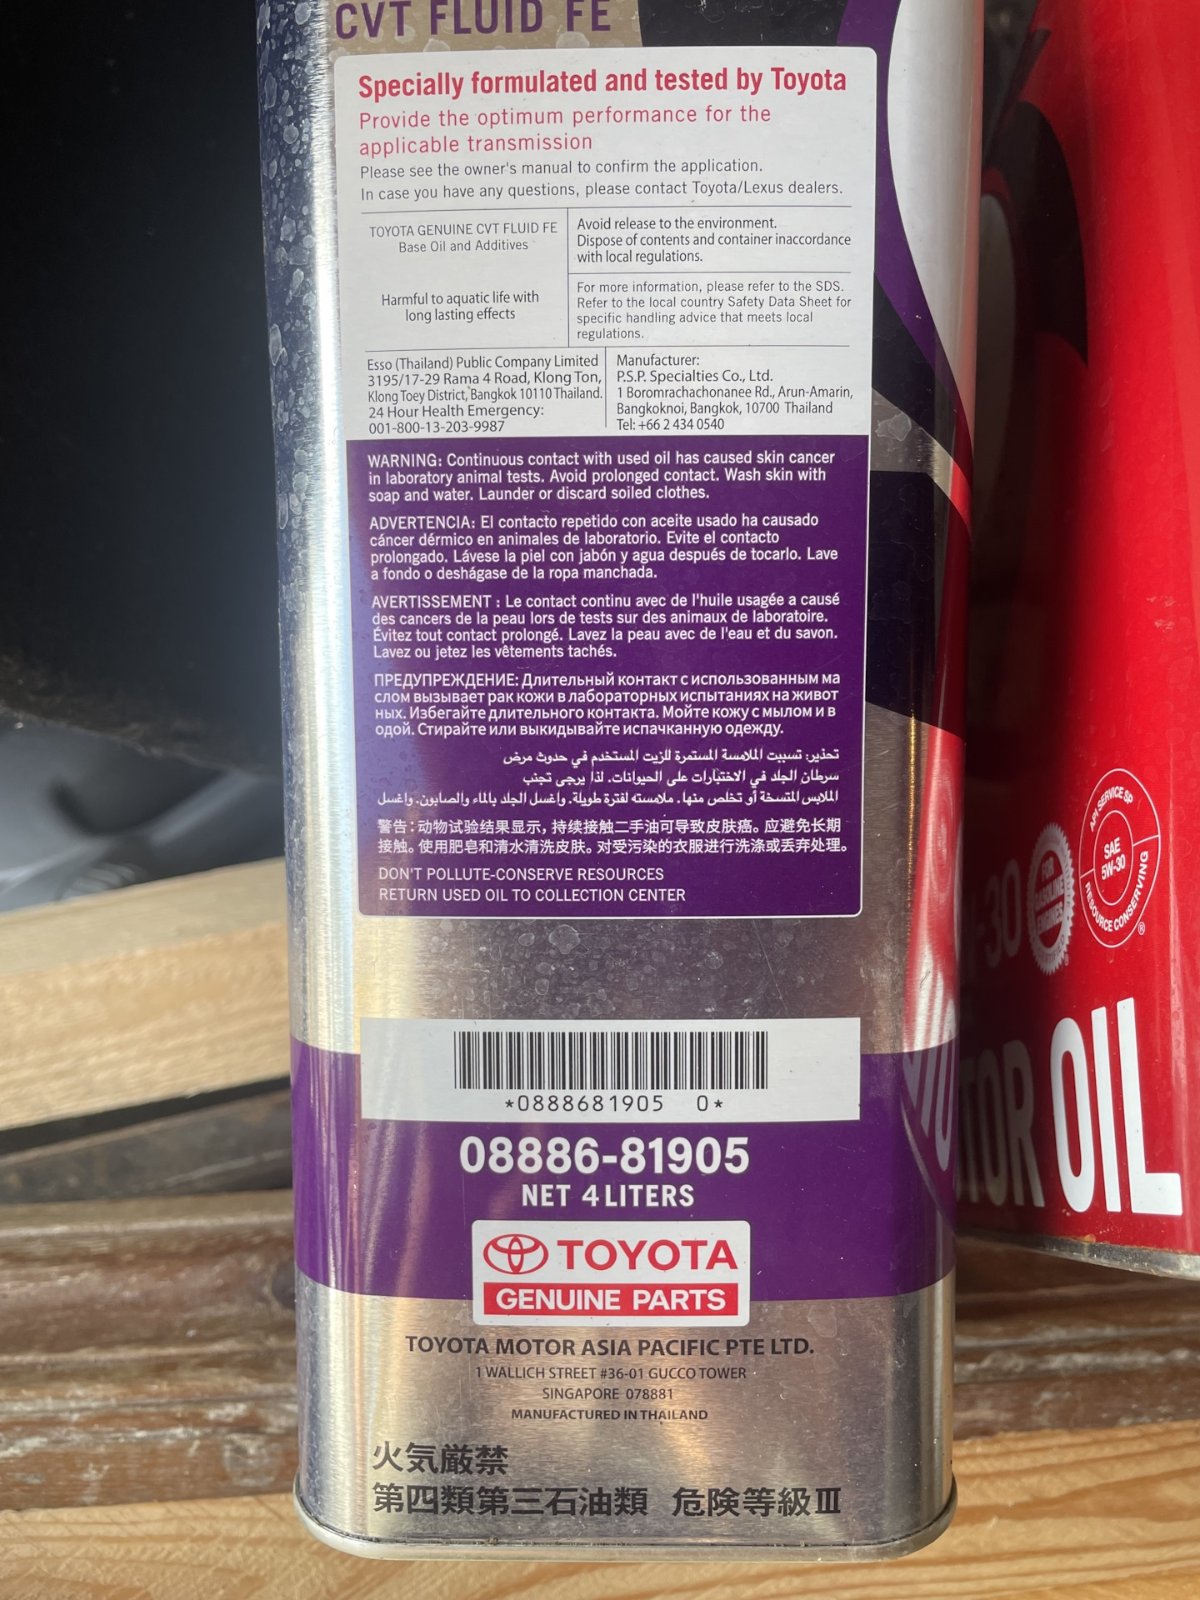 CVT FLUID FE
Specially formulated and tested by Toyota
Provide the optimum performance for the
applicable transmission
Please see the owner's manual to confirm the application.
In case you have any questions, please contact Toyota/Lexus dealers.
TOYOTA GENUINE CVT FLUID FE
Base Oil and Additives
Harmful to aquatic life with
long lasting effects
Avoid release to the environment.
Dispose of contents and container inaccordance
with local regulations.
For more information, please refer to the SDS.
Refer to the local country Safety Data Sheet for
specific handling advice that meets local
regulations.
Esso (Thailand) Public Company Limited
3195/17-29 Rama 4 Road, Klong Ton,
Klong Toey District, Bangkok 10110 Thailand.
24 Hour Health Emergency:
001-800-13-203-9987
Manufacturer:
P.S.P. Specialties Co., Ltd.
1 Boromrachachonanee Rd., Arun-Amarin,
Bangkoknoi, Bangkok, 10700 Thailand
Tel: +66 2 434 0540
WARNING: Continuous contact with used oil has caused skin cancer
in laboratory animal tests. Avoid prolonged contact. Wash skin with
soap and water. Launder or discard soiled clothes.
ADVERTENCIA: El contacto repetido con aceite usado ha causado
cáncer dérmico en animales de laboratorio. Evite el contacto
prolongado. Lávese la piel con jabón y agua después de tocarlo. Lave
a fondo o deshágase de la ropa manchada.
AVERTISSEMENT : Le contact continu avec de l'huile usagée a causé
des cancers de la peau lors de tests sur des animaux de laboratoire.
Évitez tout contact prolongé. Lavez la peau avec de l'eau et du savon.
Lavez ou jetez les vêtements tachés.
ПРЕДУПРЕЖДЕНИЕ: Длительный контакт с использованным ма
слом вызывает рак кожи в лабораторных испытаниях на живот
ных. Избегайте длительного контакта. Мойте кожу с мылом и в
одой. Стирайте или выкидывайте испачканную одежду.
تحذير: تسببت الملامسة المستمرة للزيت المستخدم في حدوث مرض
سرطان الجلد في الاختبارات على الحيوانات. لذا يرجى تجنب
الملابس المتسخة أو تخلص منها. ملامسته لفترة طويلة. واغسل الجلد بالماء والصابون. واغسل
警告：动物试验结果显示，持续接触二手油可导致皮肤癌。应避免长期
接触。使用肥皂和清水清洗皮肤。对受污染的衣服进行洗涤或丢弃处理。
DON'T POLLUTE-CONSERVE RESOURCES
RETURN USED OIL TO COLLECTION CENTER
*0888681905 0*
08886-81905
NET 4 LITERS
TOYOTA
GENUINE PARTS
TOYOTA MOTOR ASIA PACIFIC PTE LTD.
1 WALLICH STREET #36-01 GUCCO TOWER
SINGAPORE 078881
MANUFACTURED IN THAILAND
火気厳禁
第四類第三石油類 危険等級Ⅲ
API SERVICE SP
SAE
5W-30
RESOURCE CONSERVING
FOR
GASOLINE
ENGINES
-30
TOR OIL